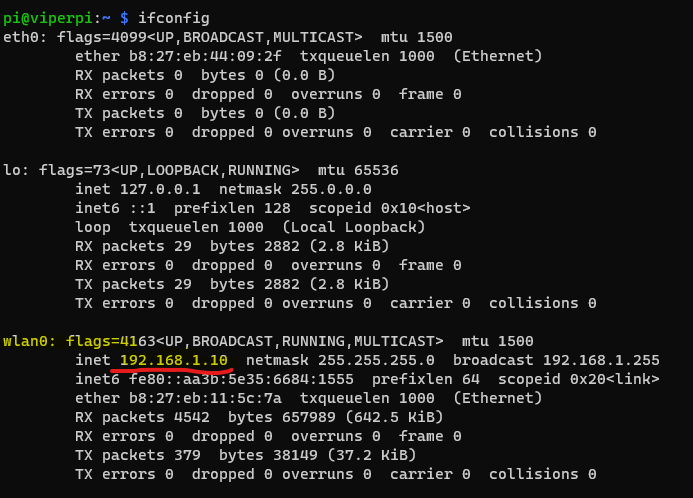 pi@viperpi:~ $ ifconfig
eth0: flags=4099<UP,BROADCAST,MULTICAST>  mtu 1500
        ether b8:27:eb:44:09:2f  txqueuelen 1000  (Ethernet)
        RX packets 0  bytes 0 (0.0 B)
        RX errors 0  dropped 0  overruns 0  frame 0
        TX packets 0  bytes 0 (0.0 B)
        TX errors 0  dropped 0 overruns 0  carrier 0  collisions 0
lo: flags=73<UP,LOOPBACK,RUNNING>  mtu 65536
        inet 127.0.0.1  netmask 255.0.0.0
        inet6 ::1  prefixlen 128  scopeid 0x10<host>
        loop  txqueuelen 1000  (Local Loopback)
        RX packets 29  bytes 2882 (2.8 KiB)
        RX errors 0  dropped 0  overruns 0  frame 0
        TX packets 29  bytes 2882 (2.8 KiB)
        TX errors 0  dropped 0 overruns 0  carrier 0  collisions 0
wlan0: flags=4163<UP,BROADCAST,RUNNING,MULTICAST>  mtu 1500
        inet 192.168.1.10  netmask 255.255.255.0  broadcast 192.168.1.255
        inet6 fe80::aa3b:5e35:6684:1555  prefixlen 64  scopeid 0x20<link>
        ether b8:27:eb:11:5c:7a  txqueuelen 1000  (Ethernet)
        RX packets 4542  bytes 657989 (642.5 KiB)
        RX errors 0  dropped 0  overruns 0  frame 0
        TX packets 379  bytes 38149 (37.2 KiB)
        TX errors 0  dropped 0 overruns 0  carrier 0  collisions 0